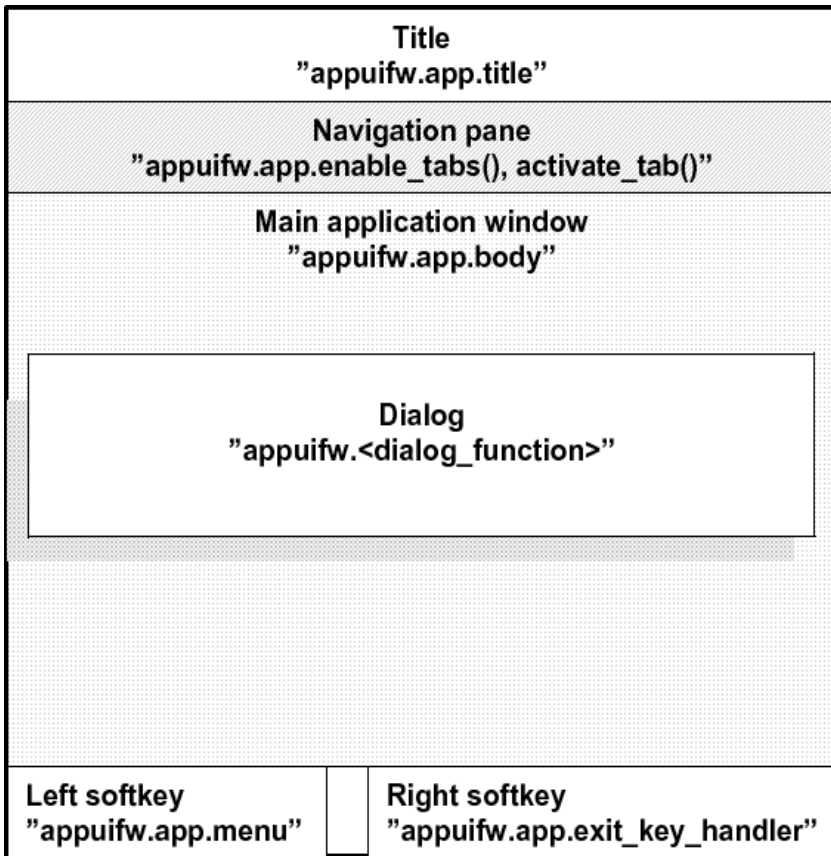 Title
”appuifw.app.title”
Navigation pane
”appuifw.app.enable_tabs(), activate_tab()”
Main application window
”appuifw.app.body”
Dialog
”appuifw.<dialog_function>”
Left softkey
”appuifw.app.menu”
Right softkey
”appuifw.app.exit_key_handler”